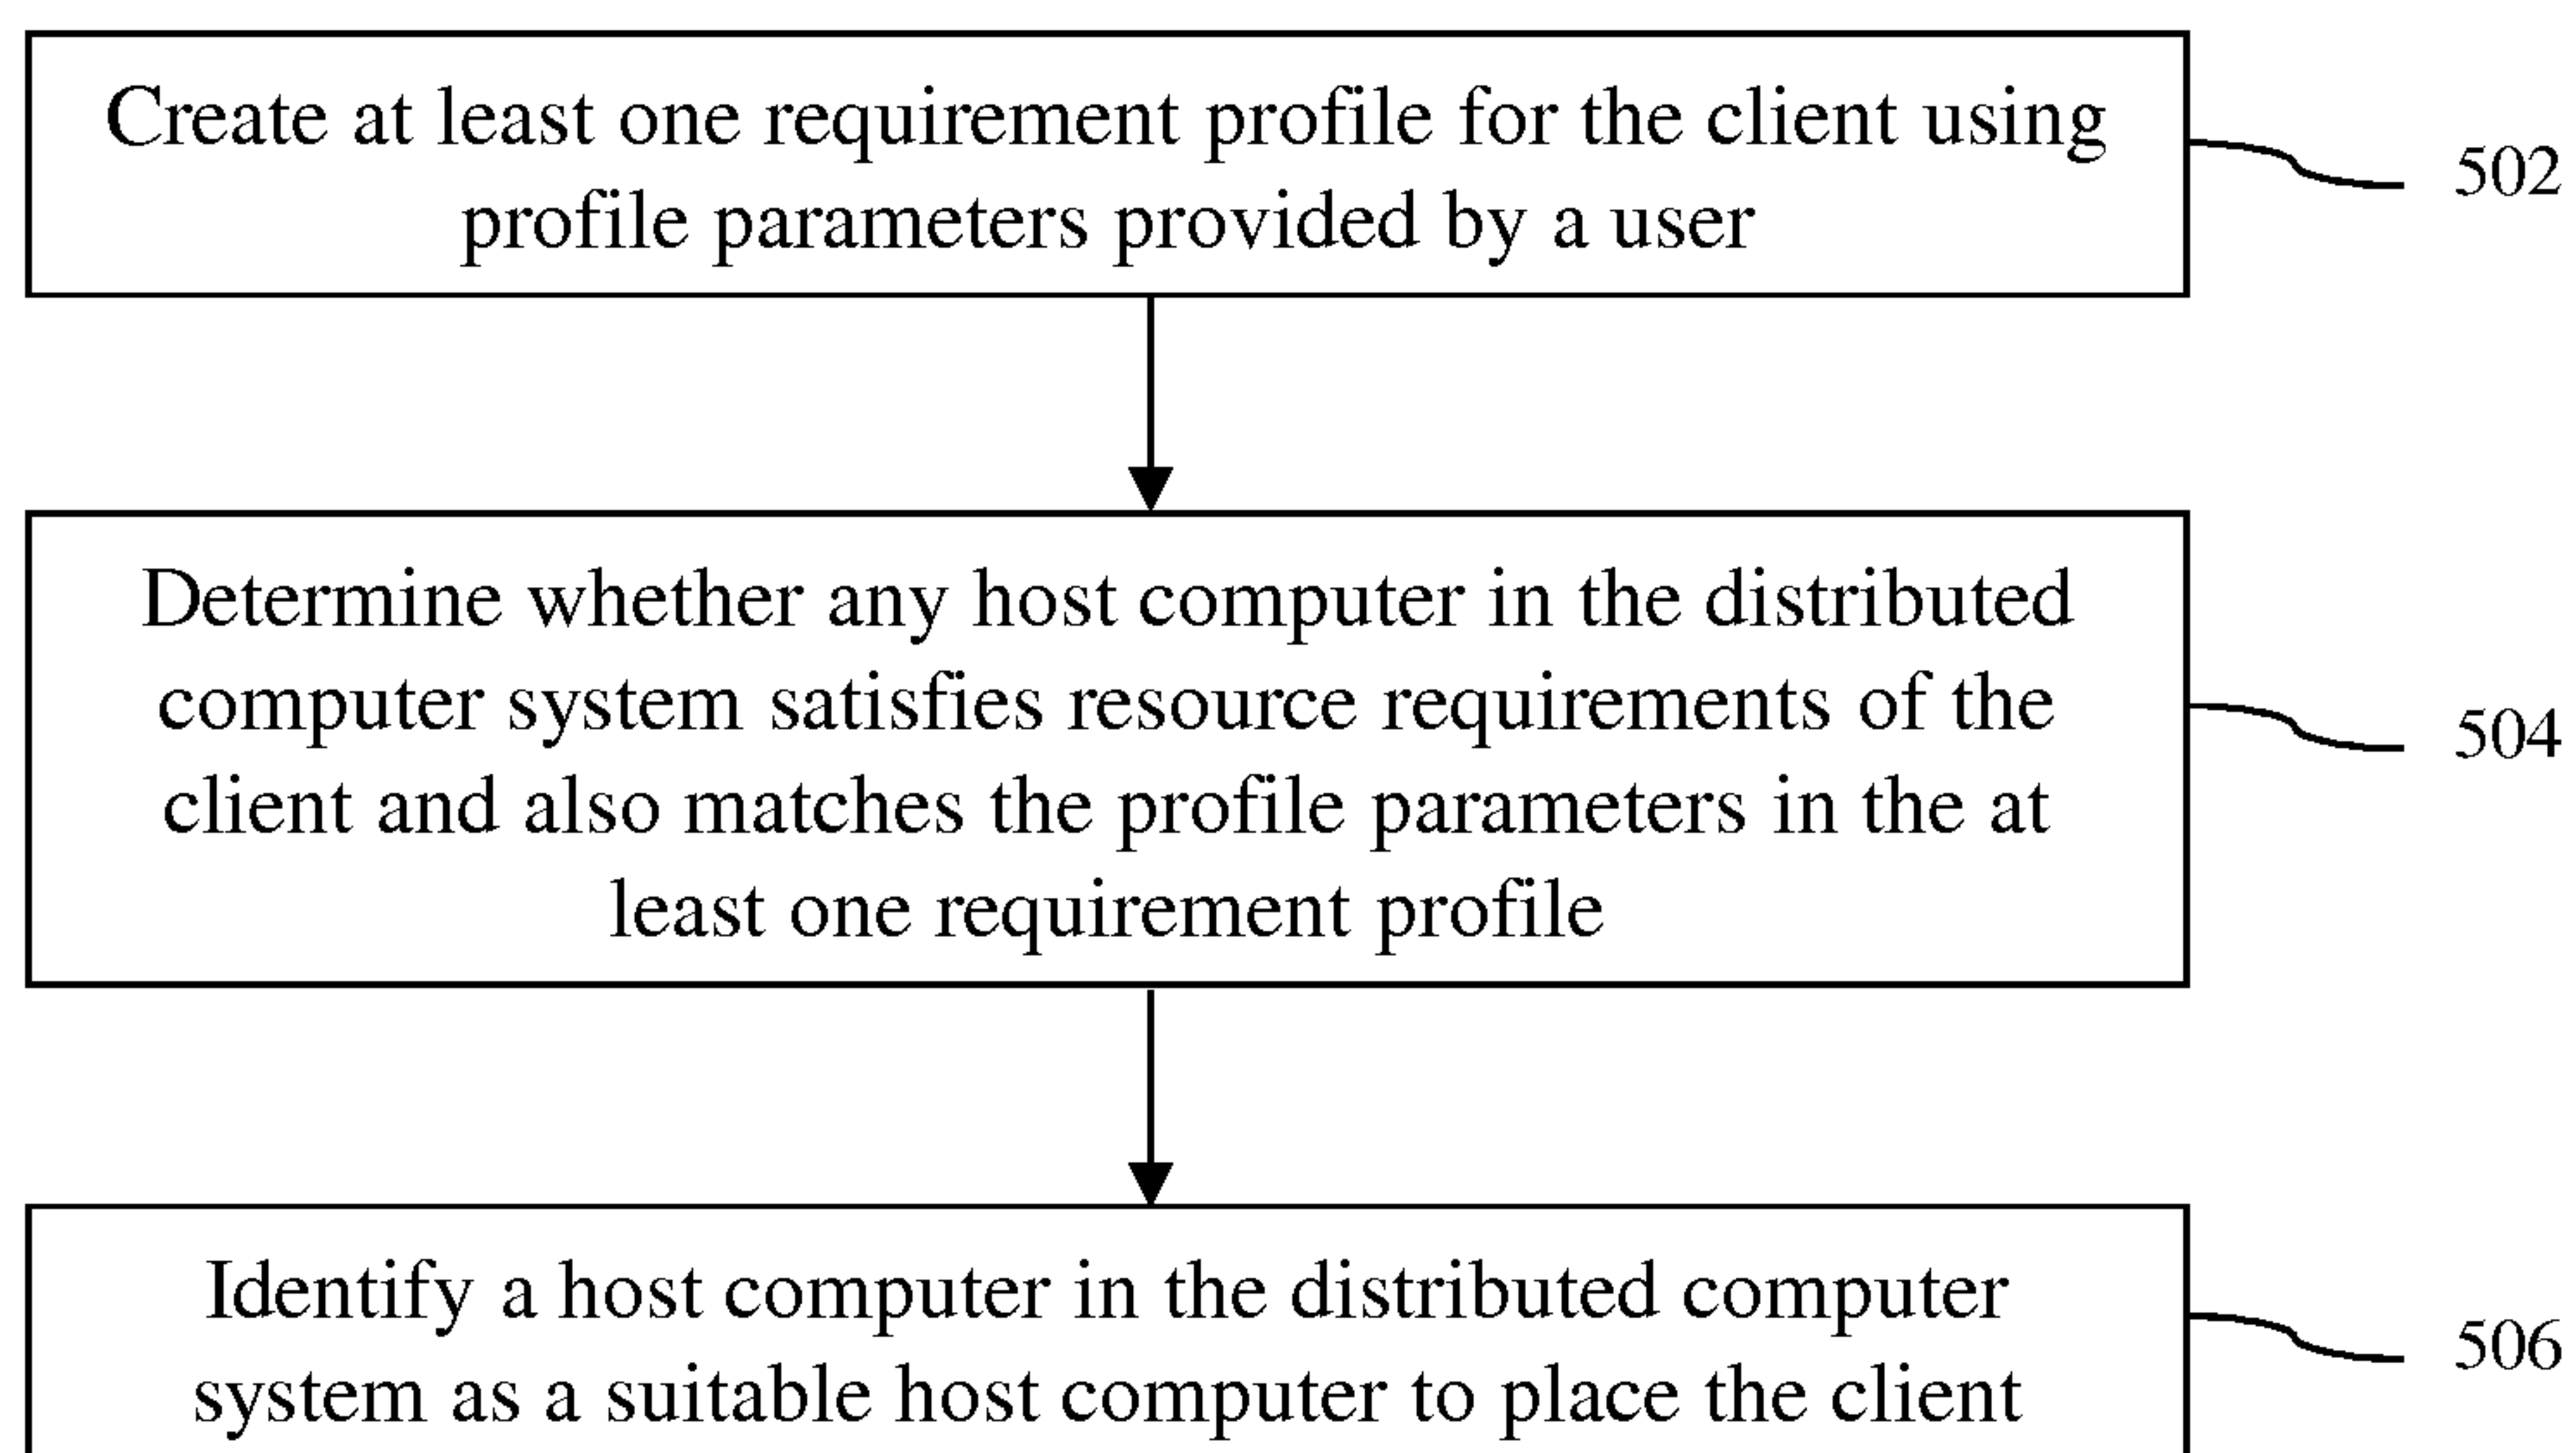 Create at least one requirement profile for the client using
profile parameters provided by a user
502
Determine whether any host computer in the distributed
computer system satisfies resource requirements of the
client and also matches the profile parameters in the at
least one requirement profile
504
Identify a host computer in the distributed computer
system as a suitable host computer to place the client
506